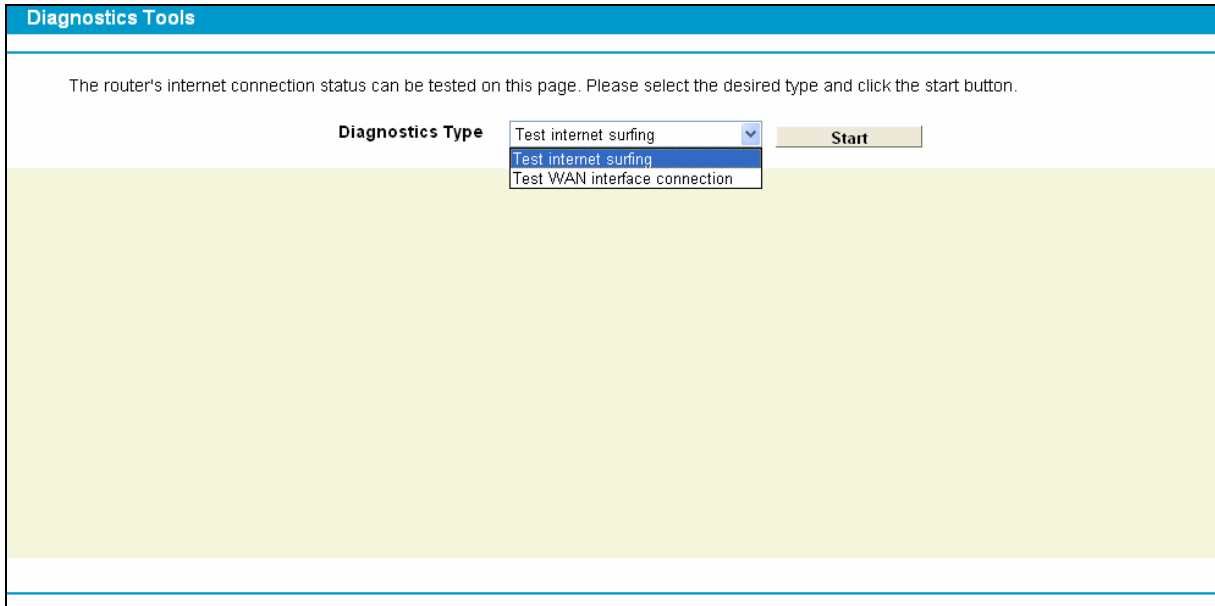 Diagnostics Tools
The router's internet connection status can be tested on this page. Please select the desired type and click the start button.
Diagnostics Type Test internet surfing Start
Test internet surfing
Test WAN interface connection